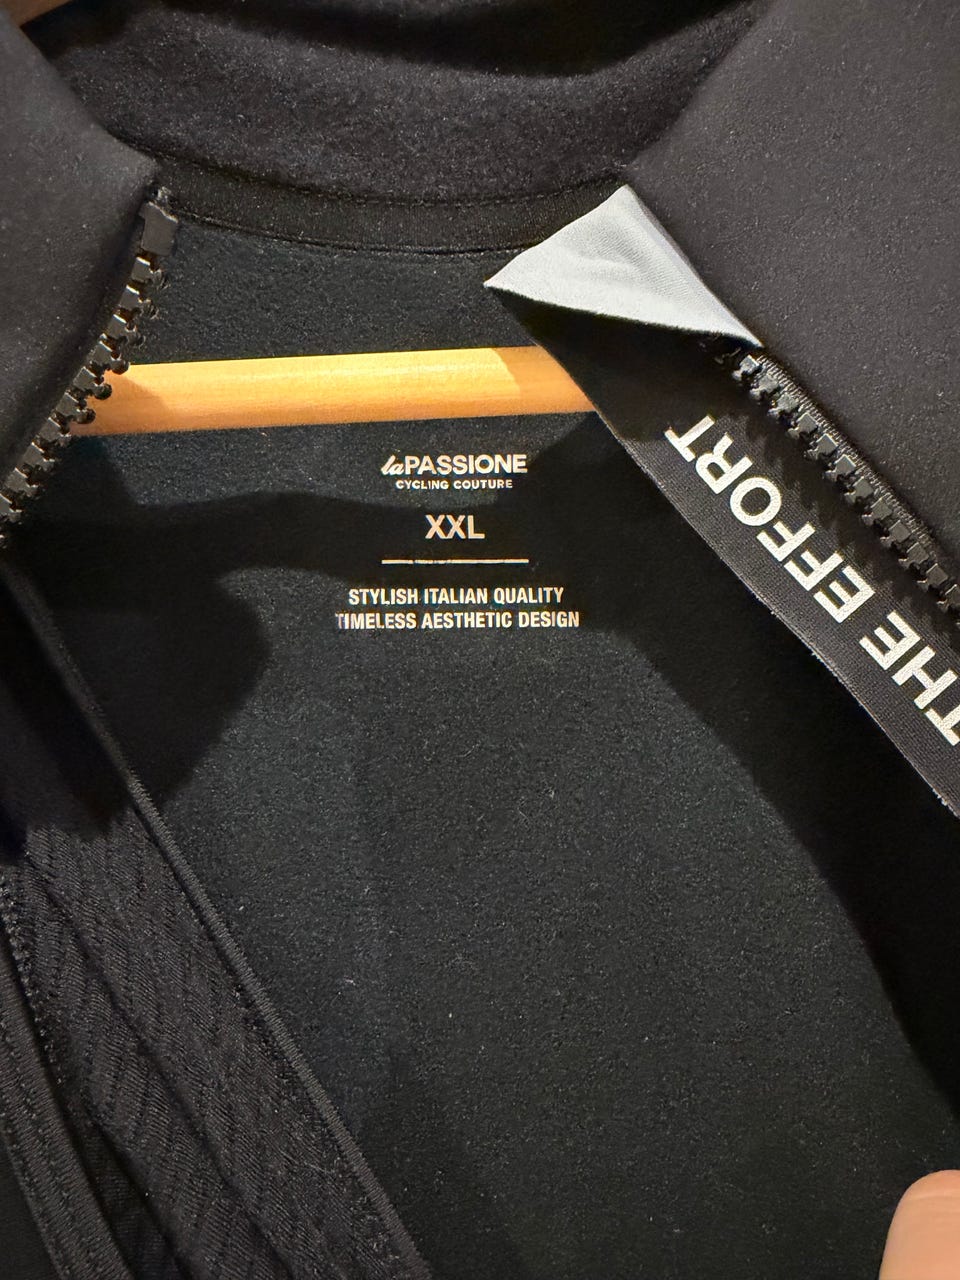 laPASSIONE
CYCLING COUTURE
XXL
STYLISH ITALIAN QUALITY
TIMELESS AESTHETIC DESIGN
THE EFFORT